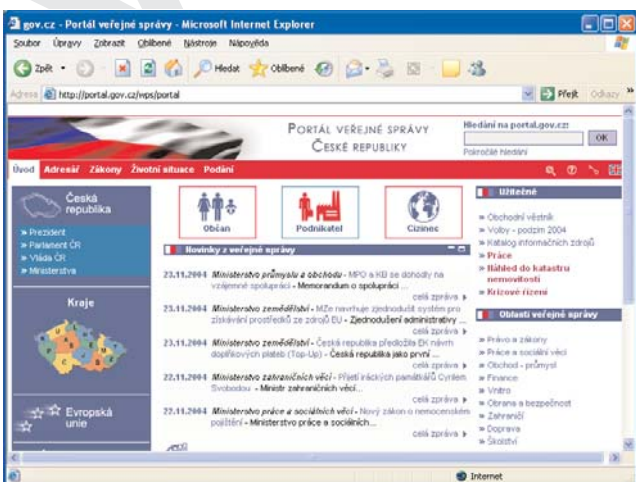 gov.cz - Portál veřejné správy - Microsoft Internet Explorer
Soubor Úpravy Zobrazit Oblíbené Nástroje Nápověda
Zpět Hledat Oblíbené
Adresa http://portal.gov.cz/wps/portal Přejít Odkazy
PORTÁL VEŘEJNÉ SPRÁVY
ČESKÉ REPUBLIKY
Hledání na portal.gov.cz:
OK
Pokročilé hledání
Úvod Adresář Zákony Životní situace Podání
Česká
republika
» Prezident
» Parlament ČR
» Vláda ČR
» Ministerstva
Kraje
Evropská
unie
Občan Podnikatel Cizinec
Novinky z veřejné správy
23.11.2004 Ministerstvo průmyslu a obchodu - MPO a KB se dohodly na
vzájemné spolupráci - Memorandum o spolupráci ...
celá zpráva
23.11.2004 Ministerstvo zemědělství - MZe navrhuje zjednodušit systém pro
získávání prostředků ze zdrojů EU - Zjednodušení administrativy ...
celá zpráva
23.11.2004 Ministerstvo zemědělství - Česká republika předložila EK návrh
doplňkových plateb (Top-Up) - Česká republika jako první ...
celá zpráva
22.11.2004 Ministerstvo zahraničních věcí - Přijetí iráckých památkářů Cyrilem
Svobodou - Ministr zahraničních věcí...
celá zpráva
22.11.2004 Ministerstvo práce a sociálních věcí - Nový zákon o nemocenském
pojištění - Ministerstvo práce a sociálních...
celá zpráva
Užitečné
» Obchodní věstník
» Volby - podzim 2004
» Katalog informačních zdrojů
» Práce
» Náhled do katastru
nemovitostí
» Krizové řízení
Oblasti veřejné správy
» Právo a zákony
» Práce a sociální věci
» Obchod - průmysl
» Finance
» Vnitro
» Obrana a bezpečnost
» Zahraničí
» Doprava
» Školství
Internet